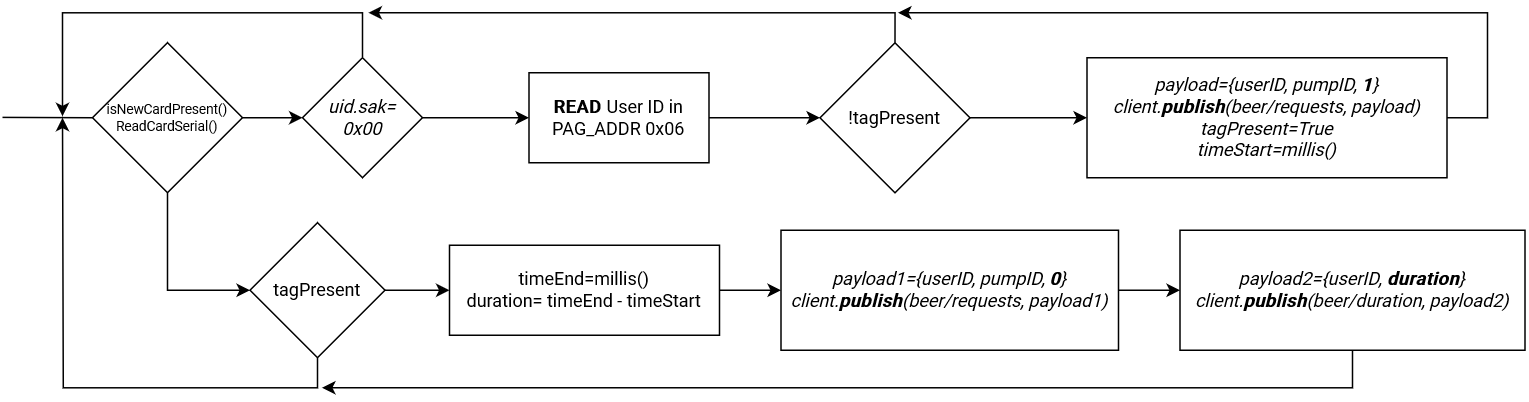 isNewCardPresent()
ReadCardSerial()
uid.sak=
0x00
READ User ID in
PAG_ADDR 0x06
!tagPresent
payload={userID, pumpID, 1}
client.publish(beer/requests, payload)
tagPresent=True
timeStart=millis()
tagPresent
timeEnd=millis()
duration= timeEnd - timeStart
payload1={userID, pumpID, 0}
client.publish(beer/requests, payload1)
payload2={userID, duration}
client.publish(beer/duration, payload2)